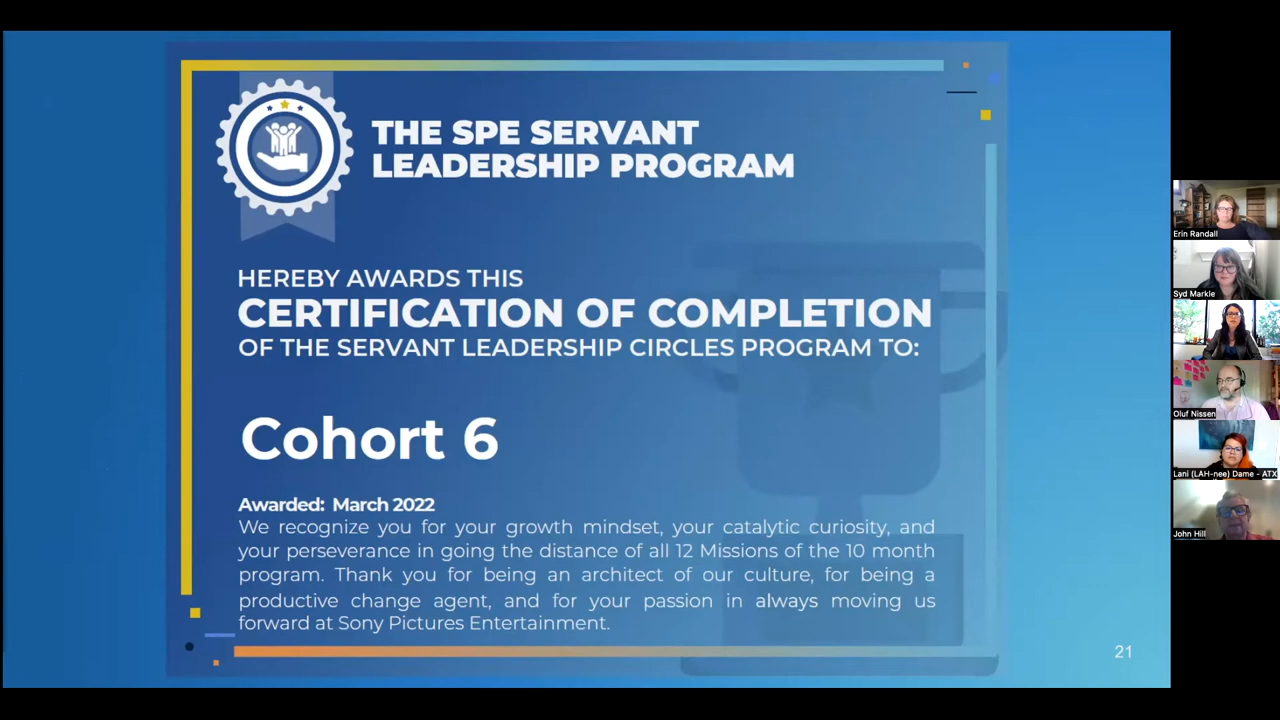 THE SPE SERVANT
LEADERSHIP PROGRAM
HEREBY AWARDS THIS
CERTIFICATION OF COMPLETION
OF THE SERVANT LEADERSHIP CIRCLES PROGRAM TO:
Cohort 6
Awarded: March 2022
We recognize you for your growth mindset, your catalytic curiosity, and
your perseverance in going the distance of all 12 Missions of the 10 month
program. Thank you for being an architect of our culture, for being a
productive change agent, and for your passion in always moving us
forward at Sony Pictures Entertainment.
21
Erin Randall
Syd Markle
Oluf Nissen
Lani (LAH-nee) Dame - ATX
John Hill